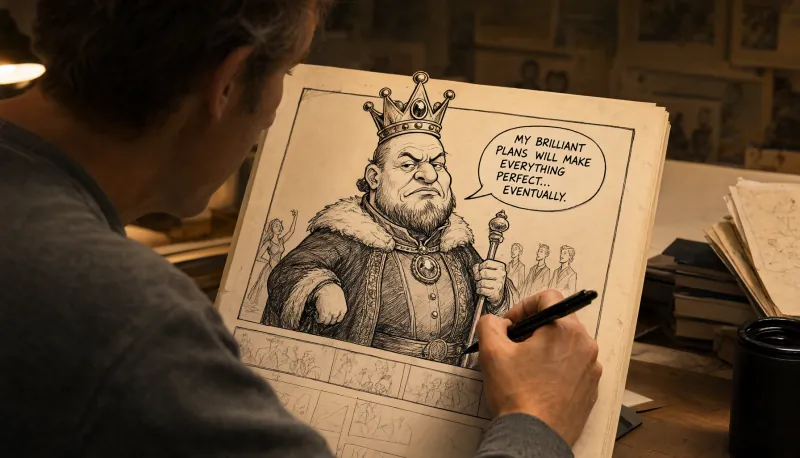 MY BRILLIANT
PLANS WILL MAKE
EVERYTHING
PERFECT...
EVENTUALLY.